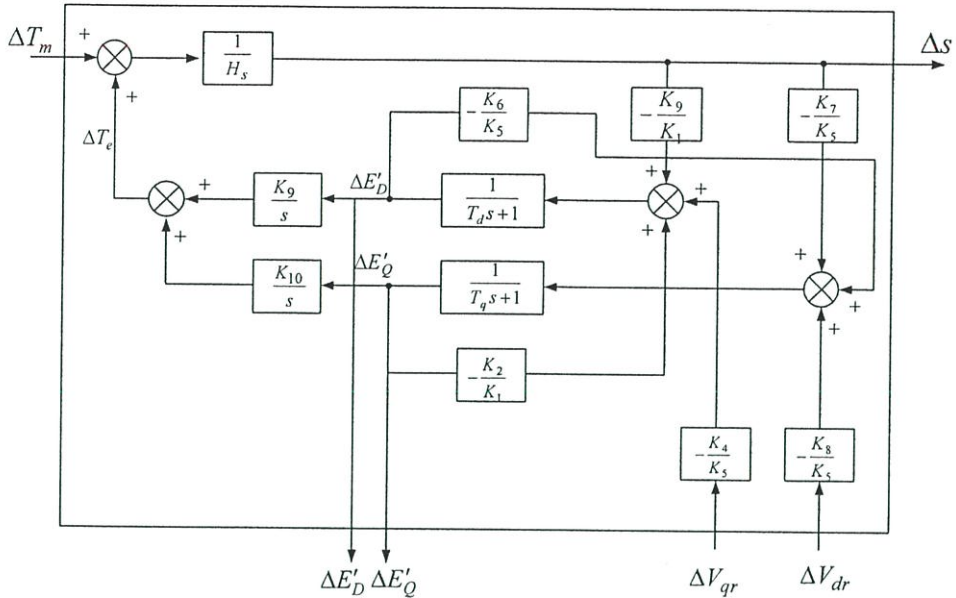 ΔT_m
+
+
1/H_s
Δs
ΔT_e
-K_6/K_5
-K_9/K_1
-K_7/K_5
+
K_9/s
ΔE'_D
1/(T_d s+1)
+
+
+
+
K_10/s
ΔE'_Q
1/(T_q s+1)
+
+
+
-K_2/K_1
-K_4/K_5
-K_8/K_5
ΔE'_D ΔE'_Q
ΔV_qr
ΔV_dr